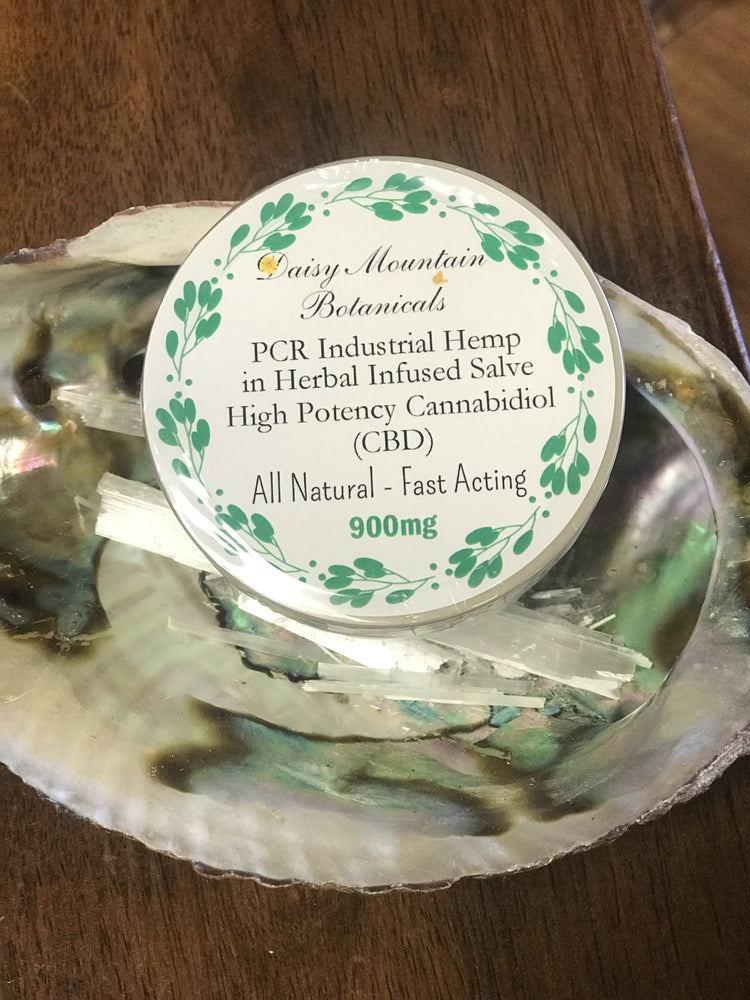 Daisy Mountain
Botanicals
PCR Industrial Hemp
in Herbal Infused Salve
High Potency Cannabidiol
(CBD)
All Natural - Fast Acting
900mg